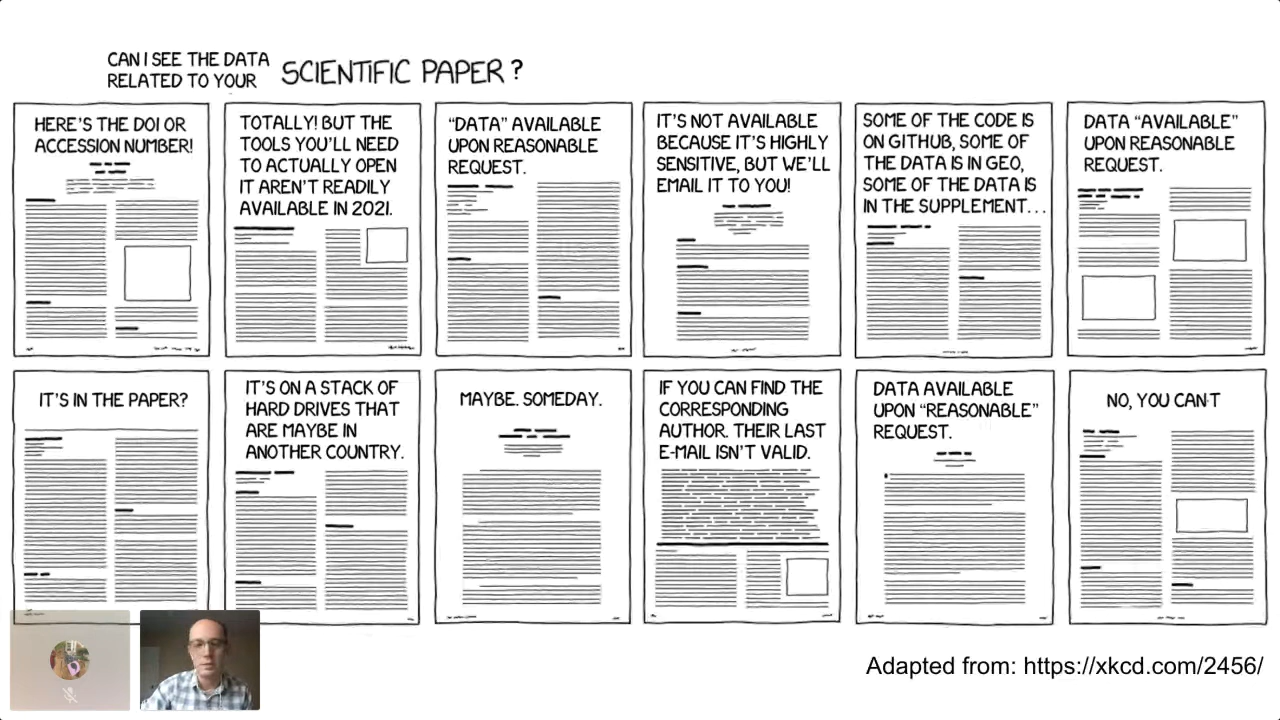 CAN I SEE THE DATA
RELATED TO YOUR
SCIENTIFIC PAPER?
HERE'S THE DOI OR
ACCESSION NUMBER!
TOTALLY! BUT THE
TOOLS YOU'LL NEED
TO ACTUALLY OPEN
IT AREN'T READILY
AVAILABLE IN 2021.
"DATA" AVAILABLE
UPON REASONABLE
REQUEST.
IT'S NOT AVAILABLE
BECAUSE IT'S HIGHLY
SENSITIVE, BUT WE'LL
EMAIL IT TO YOU!
SOME OF THE CODE IS
ON GITHUB, SOME OF
THE DATA IS IN GEO,
SOME OF THE DATA IS
IN THE SUPPLEMENT...
DATA "AVAILABLE"
UPON REASONABLE
REQUEST.
IT'S IN THE PAPER?
IT'S ON A STACK OF
HARD DRIVES THAT
ARE MAYBE IN
ANOTHER COUNTRY.
MAYBE. SOMEDAY.
IF YOU CAN FIND THE
CORRESPONDING
AUTHOR. THEIR LAST
E-MAIL ISN'T VALID.
DATA AVAILABLE
UPON "REASONABLE"
REQUEST.
NO, YOU CAN'T
Adapted from: https://xkcd.com/2456/